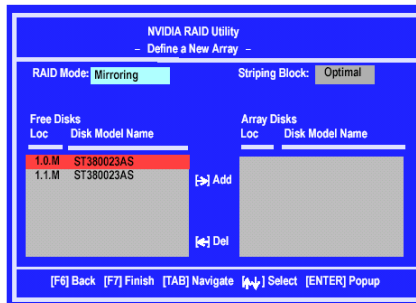 NVIDIA RAID Utility
– Define a New Array –
RAID Mode: Mirroring Striping Block: Optimal
Free Disks Array Disks
Loc Disk Model Name Loc Disk Model Name
1.0.M ST380023AS
1.1.M ST380023AS
[→] Add
[←] Del
[F6] Back [F7] Finish [TAB] Navigate [↑↓] Select [ENTER] Popup